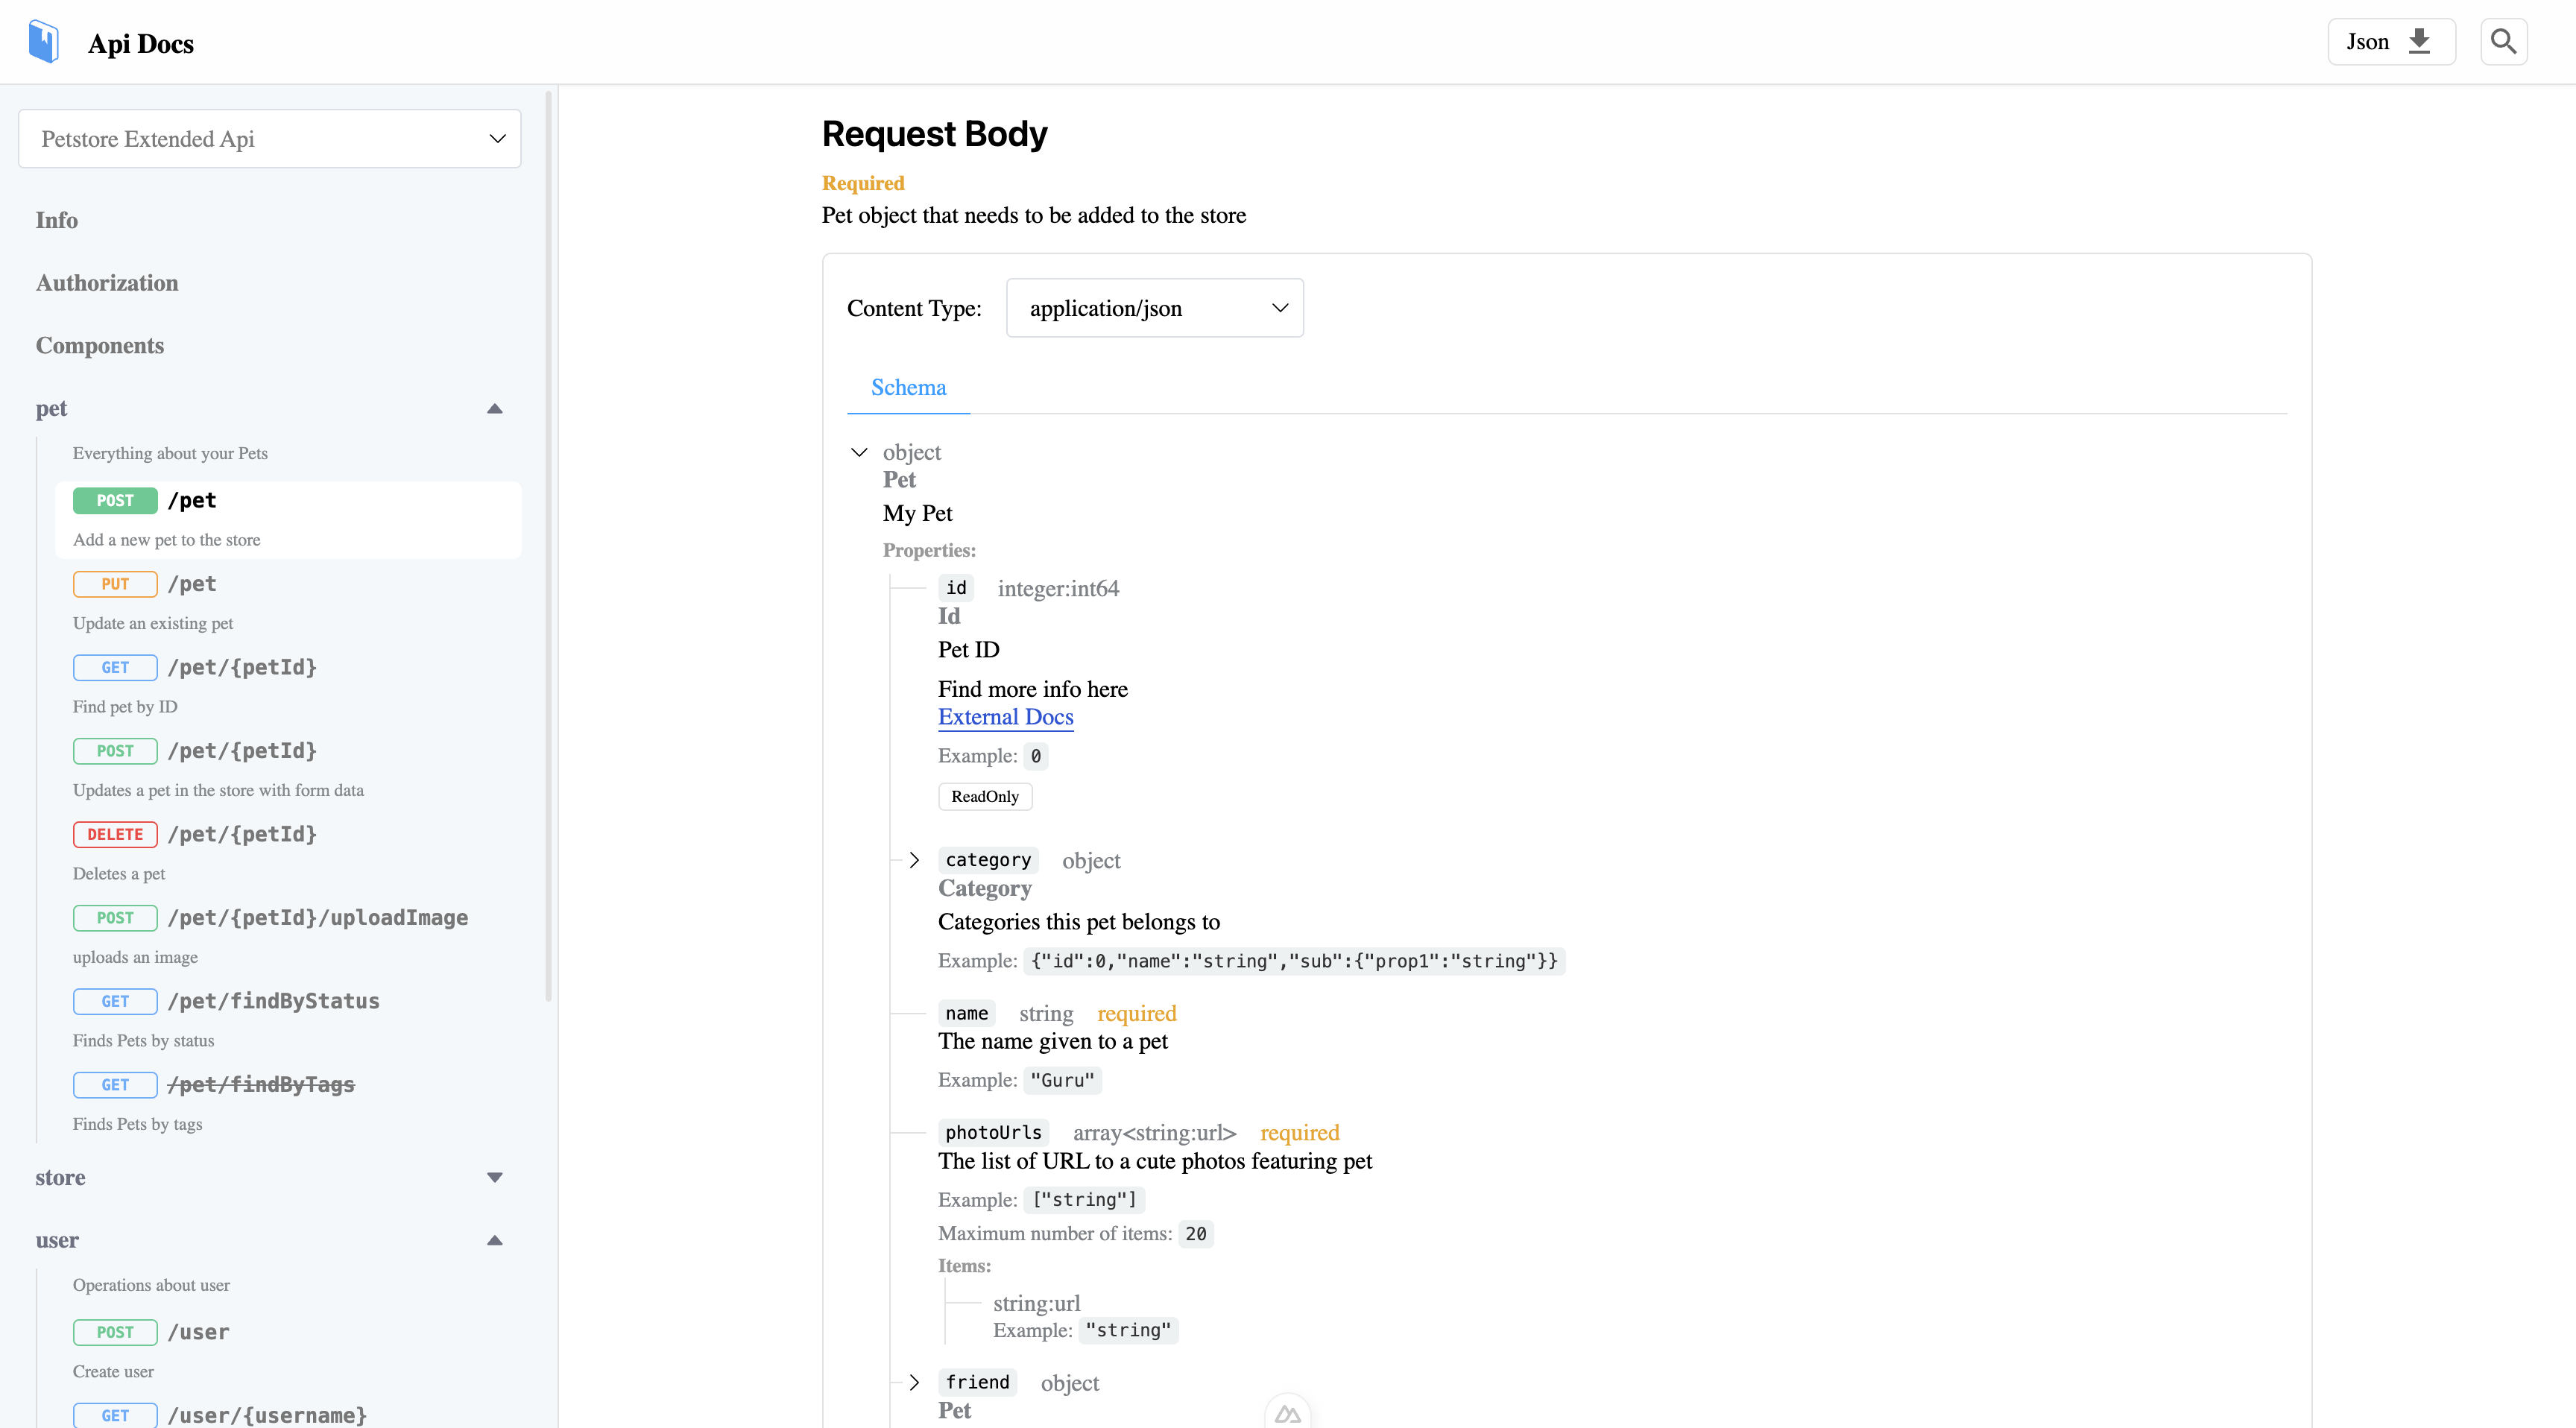 Api Docs
Json
Petstore Extended Api
Info
Authorization
Components
pet
Everything about your Pets
POST /pet
Add a new pet to the store
PUT /pet
Update an existing pet
GET /pet/{petId}
Find pet by ID
POST /pet/{petId}
Updates a pet in the store with form data
DELETE /pet/{petId}
Deletes a pet
POST /pet/{petId}/uploadImage
uploads an image
GET /pet/findByStatus
Finds Pets by status
GET /pet/findByTags
Finds Pets by tags
store
user
Operations about user
POST /user
Create user
GET /user/{username}
Request Body
Required
Pet object that needs to be added to the store
Content Type: application/json
Schema
object
Pet
My Pet
Properties:
id integer:int64
Id
Pet ID
Find more info here
External Docs
Example: 0
ReadOnly
category object
Category
Categories this pet belongs to
Example: {"id":0,"name":"string","sub":{"prop1":"string"}}
name string required
The name given to a pet
Example: "Guru"
photoUrls array<string:url> required
The list of URL to a cute photos featuring pet
Example: ["string"]
Maximum number of items: 20
Items:
string:url
Example: "string"
friend object
Pet